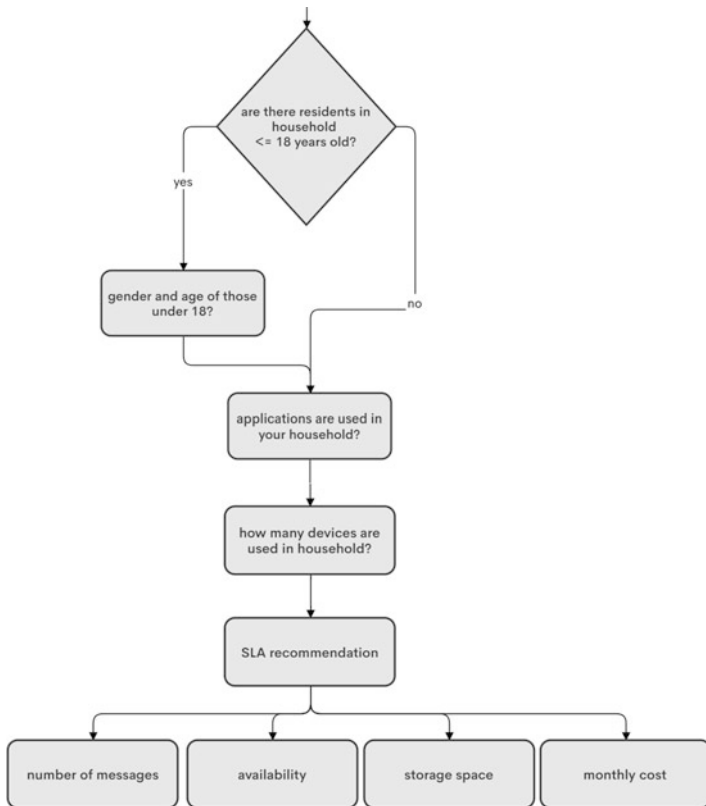 are there residents in
household
<= 18 years old?
yes
gender and age of those
under 18?
no
applications are used in
your household?
how many devices are
used in household?
SLA recommendation
number of messages
availability
storage space
monthly cost